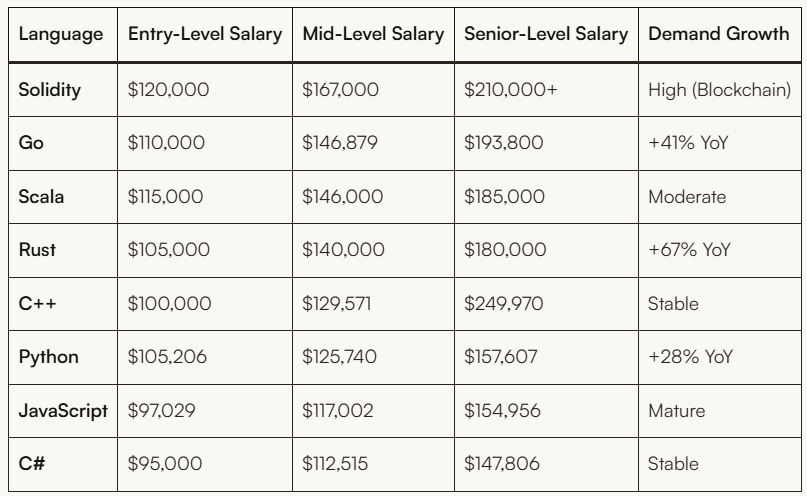 Language Entry-Level Salary Mid-Level Salary Senior-Level Salary Demand Growth
Solidity $120,000 $167,000 $210,000+ High (Blockchain)
Go $110,000 $146,879 $193,800 +41% YoY
Scala $115,000 $146,000 $185,000 Moderate
Rust $105,000 $140,000 $180,000 +67% YoY
C++ $100,000 $129,571 $249,970 Stable
Python $105,206 $125,740 $157,607 +28% YoY
JavaScript $97,029 $117,002 $154,956 Mature
C# $95,000 $112,515 $147,806 Stable